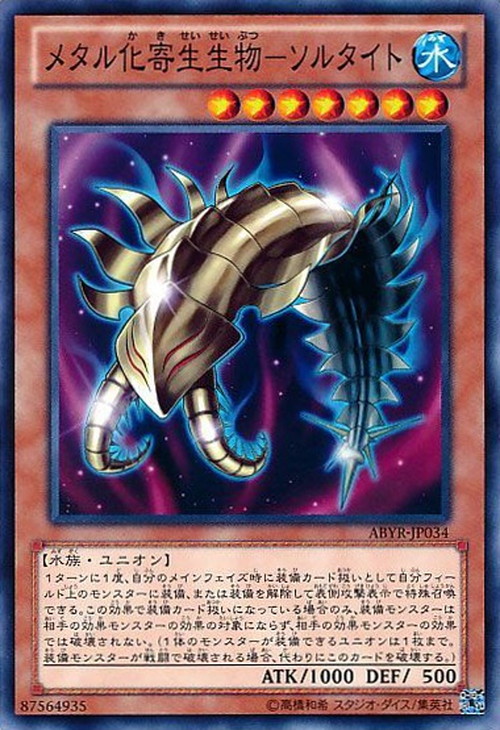 メタル化寄生生物－ソルタイト
水
ABYR-JP034
【水族・ユニオン】
1ターンに1度、自分のメインフェイズ時に装備カード扱いとして自分フィー
ルド上のモンスターに装備、または装備を解除して表側攻撃表示で特殊召喚
できる。この効果で装備カード扱いになっている場合のみ、装備モンスターは
相手の効果モンスターの効果の対象にならず、相手の効果モンスターの効果
では破壊されない。(1体のモンスターが装備できるユニオンは1枚まで。
装備モンスターが戦闘で破壊される場合、代わりにこのカードを破壊する。)
ATK/1000 DEF/ 500
87564935 ©高橋和希 スタジオ・ダイス/集英社